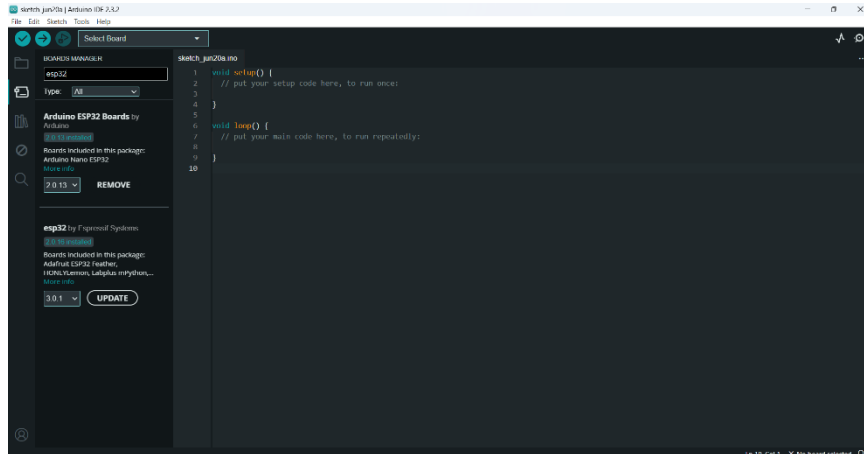 sketch_jun20a | Arduino IDE 2.3.2
File Edit Sketch Tools Help
Select Board
BOARDS MANAGER
esp32
Type: All
Arduino ESP32 Boards by
Arduino
2.0.13 installed
Boards included in this package:
Arduino Nano ESP32
More info
2.0.13
REMOVE
esp32 by Espressif Systems
2.0.16 installed
Boards included in this package:
Adafruit ESP32 Feather,
HONEYLemon, Labplus mPython,...
More info
3.0.1
UPDATE
sketch_jun20a.ino
1 void setup() {
2 // put your setup code here, to run once:
3
4 }
5
6 void loop() {
7 // put your main code here, to run repeatedly:
8
9 }
10
Ln 10, Col 1 X No board selected